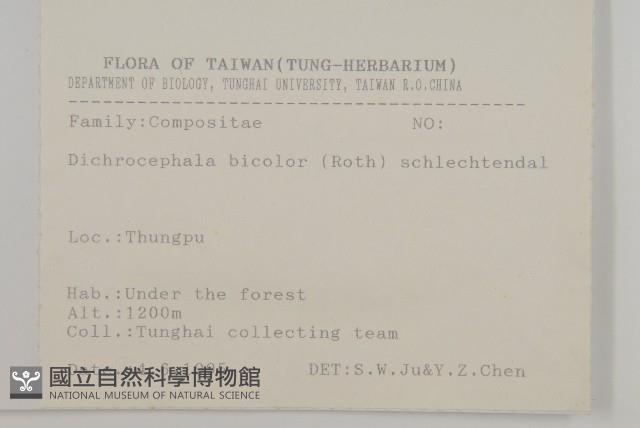 FLORA OF TAIWAN(TUNG-HERBARIUM)
DEPARTMENT OF BIOLOGY, TUNGHAI UNIVERSITY, TAIWAN R.O.CHINA
Family:Compositae NO:
Dichrocephala bicolor (Roth) schlechtendal
Loc.:Thungpu
Hab.:Under the forest
Alt.:1200m
Coll.:Tunghai collecting team
DET:S.W.Ju&Y.Z.Chen
國立自然科學博物館
NATIONAL MUSEUM OF NATURAL SCIENCE